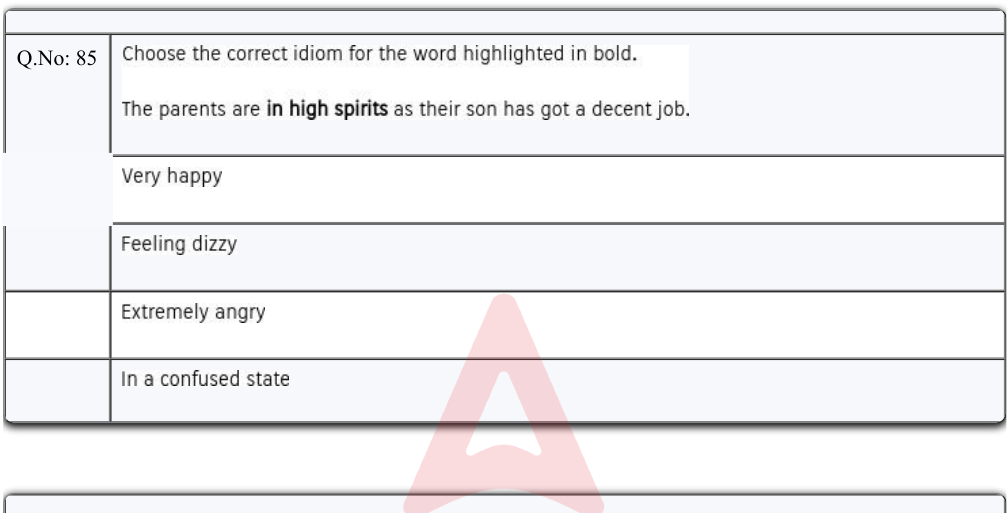 Q.No: 85
Choose the correct idiom for the word highlighted in bold.
The parents are in high spirits as their son has got a decent job.
Very happy
Feeling dizzy
Extremely angry
In a confused state